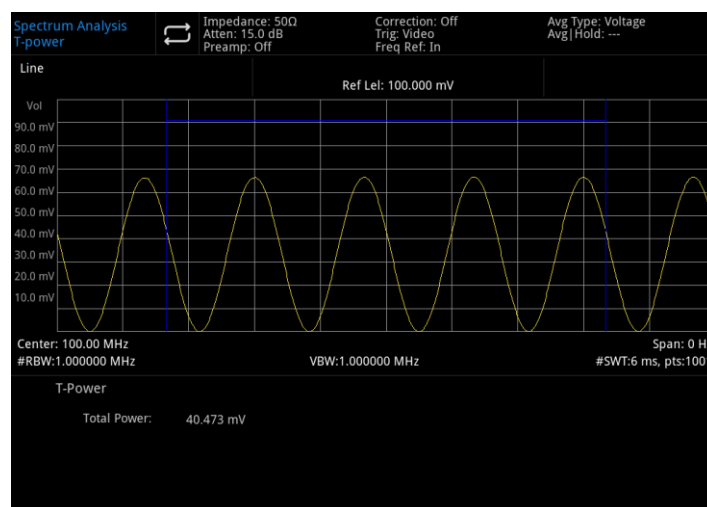 Spectrum Analysis
T-power
Impedance: 50Ω
Atten: 15.0 dB
Preamp: Off
Correction: Off
Trig: Video
Freq Ref: In
Avg Type: Voltage
Avg|Hold: ---
Line
Ref Lel: 100.000 mV
Vol
90.0 mV
80.0 mV
70.0 mV
60.0 mV
50.0 mV
40.0 mV
30.0 mV
20.0 mV
10.0 mV
Center: 100.00 MHz
Span: 0 H
#RBW:1.000000 MHz
VBW:1.000000 MHz
#SWT:6 ms, pts:100
T-Power
Total Power: 40.473 mV